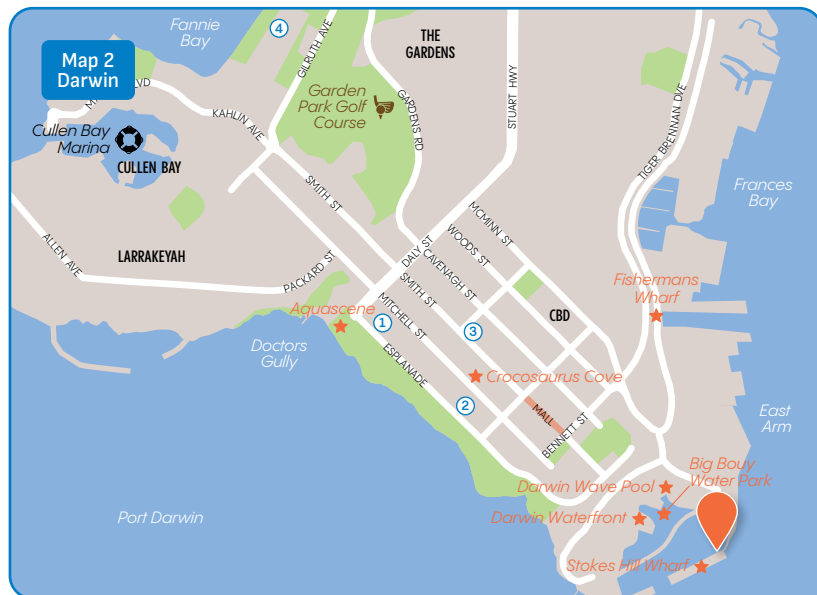 Map 2
Darwin
Fannie
Bay
4
GILRUTH AVE
THE
GARDENS
STUART HWY
LVD
Garden
Park Golf
Course
GARDENS RD
TIGER BRENNAN DVE
KAHLIN AVE
Cullen Bay
Marina
CULLEN BAY
SMITH ST
Frances
Bay
MCMINN ST
WOODS ST
CAVENAGH ST
DALY ST
ALLEN AVE
LARRAKEYAH
PACKARD ST
SMITH ST
Fishermans
Wharf
Aquascene
1
MITCHELL ST
CBD
3
Doctors
Gully
ESPLANADE
Crocosaurus Cove
2
MALL
BENNETT ST
East
Arm
Big Bouy
Water Park
Darwin Wave Pool
Port Darwin
Darwin Waterfront
Stokes Hill Wharf